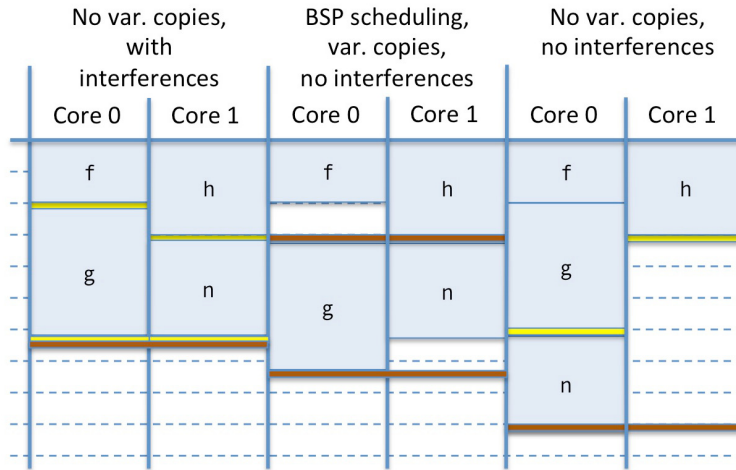 No var. copies,
with
interferences
BSP scheduling,
var. copies,
no interferences
No var. copies,
no interferences
Core 0
Core 1
Core 0
Core 1
Core 0
Core 1
f
h
f
h
f
h
g
n
g
n
g
n